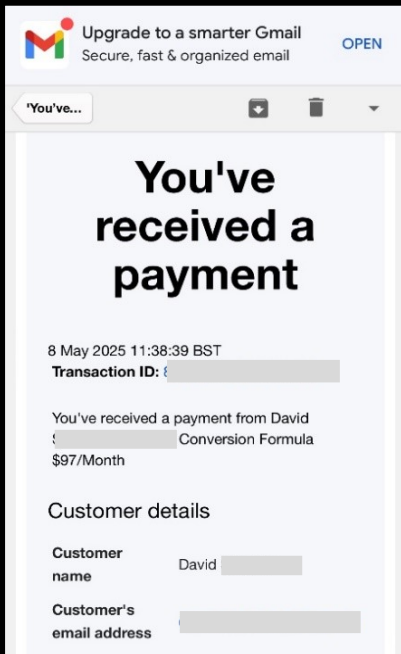 Upgrade to a smarter Gmail
Secure, fast & organized email
OPEN
'You've...
You've
received a
payment
8 May 2025 11:38:39 BST
Transaction ID:
You've received a payment from David
Conversion Formula
$97/Month
Customer details
Customer
name
David
Customer's
email address